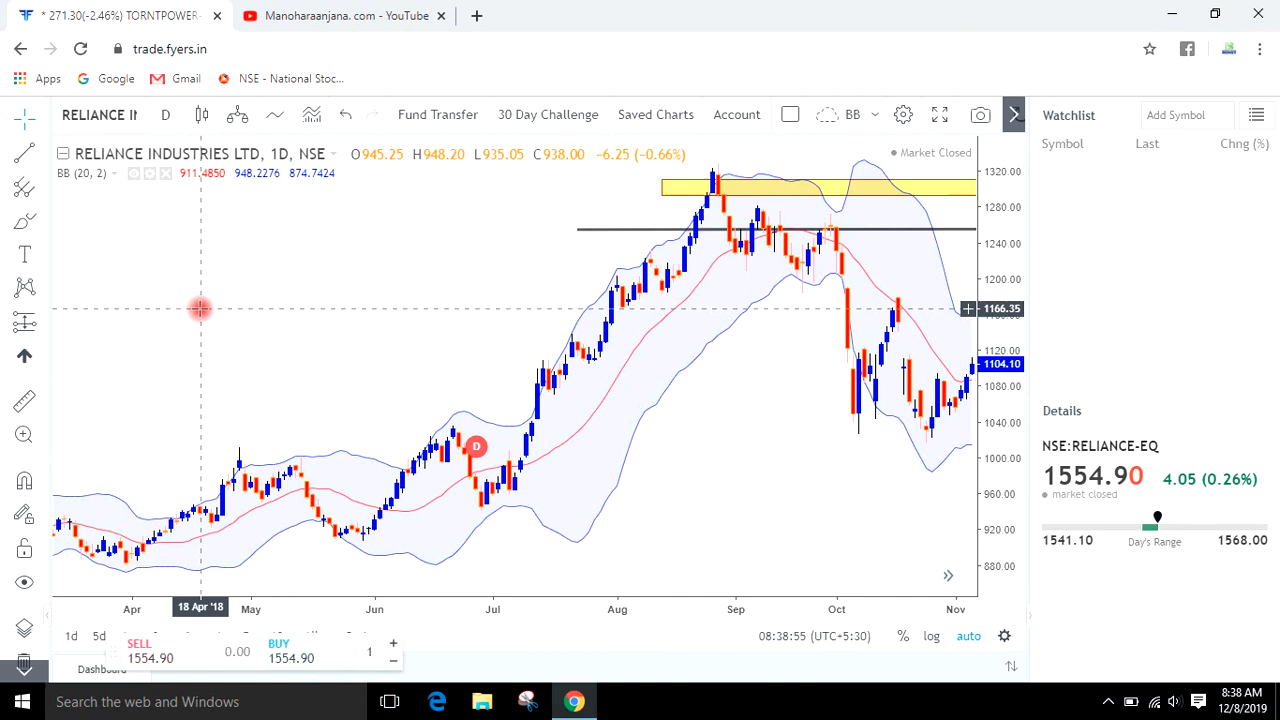 * 271.30(-2.46%) TORNTPOWER-
Manoharaanjana. com - YouTube
trade.fyers.in
Apps Google Gmail NSE - National Stoc...
RELIANCE IN D Fund Transfer 30 Day Challenge Saved Charts Account BB
Watchlist Add Symbol
Symbol Last Chng (%)
RELIANCE INDUSTRIES LTD, 1D, NSE O945.25 H948.20 L935.05 C938.00 −6.25 (−0.66%)
Market Closed
BB (20, 2) 911.4850 948.2276 874.7424
1320.00
1280.00
1240.00
1200.00
1166.35
1120.00
1104.10
1080.00
1040.00
1000.00
960.00
920.00
880.00
D
Details
NSE:RELIANCE-EQ
1554.90 4.05 (0.26%)
market closed
1541.10 Day's Range 1568.00
Apr 18 Apr '18 May Jun Jul Aug Sep Oct Nov
1d 5d
08:38:55 (UTC+5:30) % log auto
SELL 1554.90
0.00
BUY 1554.90
1
Dashboard
Search the web and Windows
8:38 AM
12/8/2019